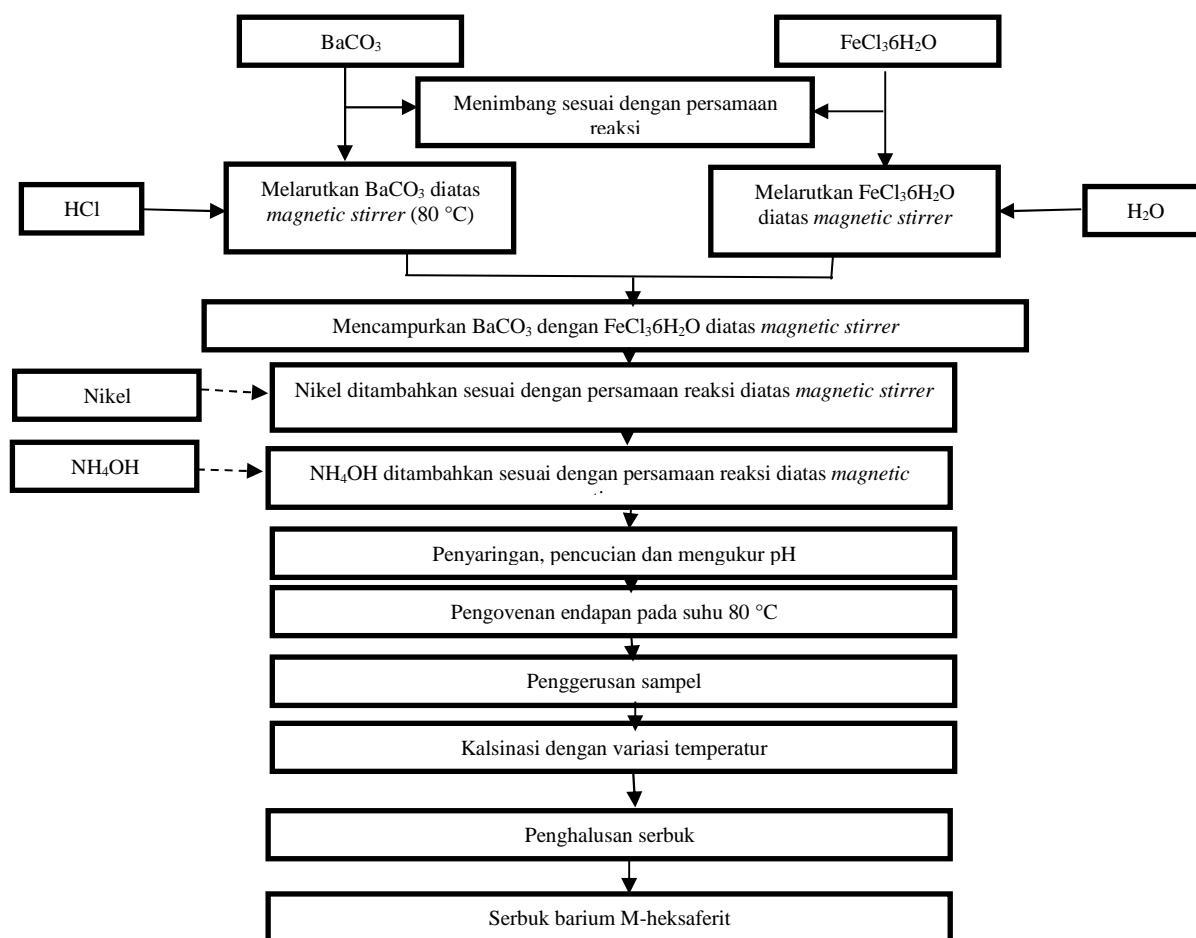 BaCO₃
FeCl₃6H₂O
Menimbang sesuai dengan persamaan
reaksi
HCl
Melarutkan BaCO₃ diatas
magnetic stirrer (80 °C)
Melarutkan FeCl₃6H₂O
diatas magnetic stirrer
H₂O
Mencampurkan BaCO₃ dengan FeCl₃6H₂O diatas magnetic stirrer
Nikel
Nikel ditambahkan sesuai dengan persamaan reaksi diatas magnetic stirrer
NH₄OH
NH₄OH ditambahkan sesuai dengan persamaan reaksi diatas magnetic
Penyaringan, pencucian dan mengukur pH
Pengovenan endapan pada suhu 80 °C
Penggerusan sampel
Kalsinasi dengan variasi temperatur
Penghalusan serbuk
Serbuk barium M-heksaferit